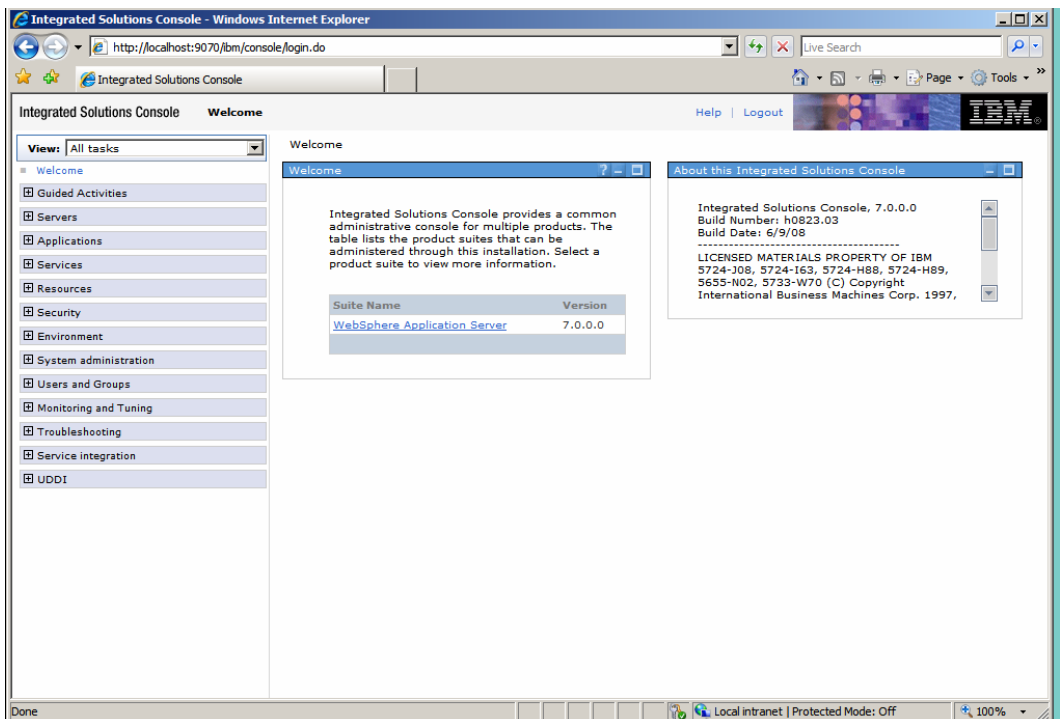 Integrated Solutions Console - Windows Internet Explorer
http://localhost:9070/ibm/console/login.do
Live Search
Integrated Solutions Console
Page
Tools
»
Integrated Solutions Console Welcome
Help | Logout
IBM®
View: All tasks
Welcome
Guided Activities
Servers
Applications
Services
Resources
Security
Environment
System administration
Users and Groups
Monitoring and Tuning
Troubleshooting
Service integration
UDDI
Welcome
Welcome
?
Integrated Solutions Console provides a common
administrative console for multiple products. The
table lists the product suites that can be
administered through this installation. Select a
product suite to view more information.
Suite Name Version
WebSphere Application Server 7.0.0.0
About this Integrated Solutions Console
Integrated Solutions Console, 7.0.0.0
Build Number: h0823.03
Build Date: 6/9/08
----------------------------------------
LICENSED MATERIALS PROPERTY OF IBM
5724-J08, 5724-I63, 5724-H88, 5724-H89,
5655-N02, 5733-W70 (C) Copyright
International Business Machines Corp. 1997,
Done
Local intranet | Protected Mode: Off
100%